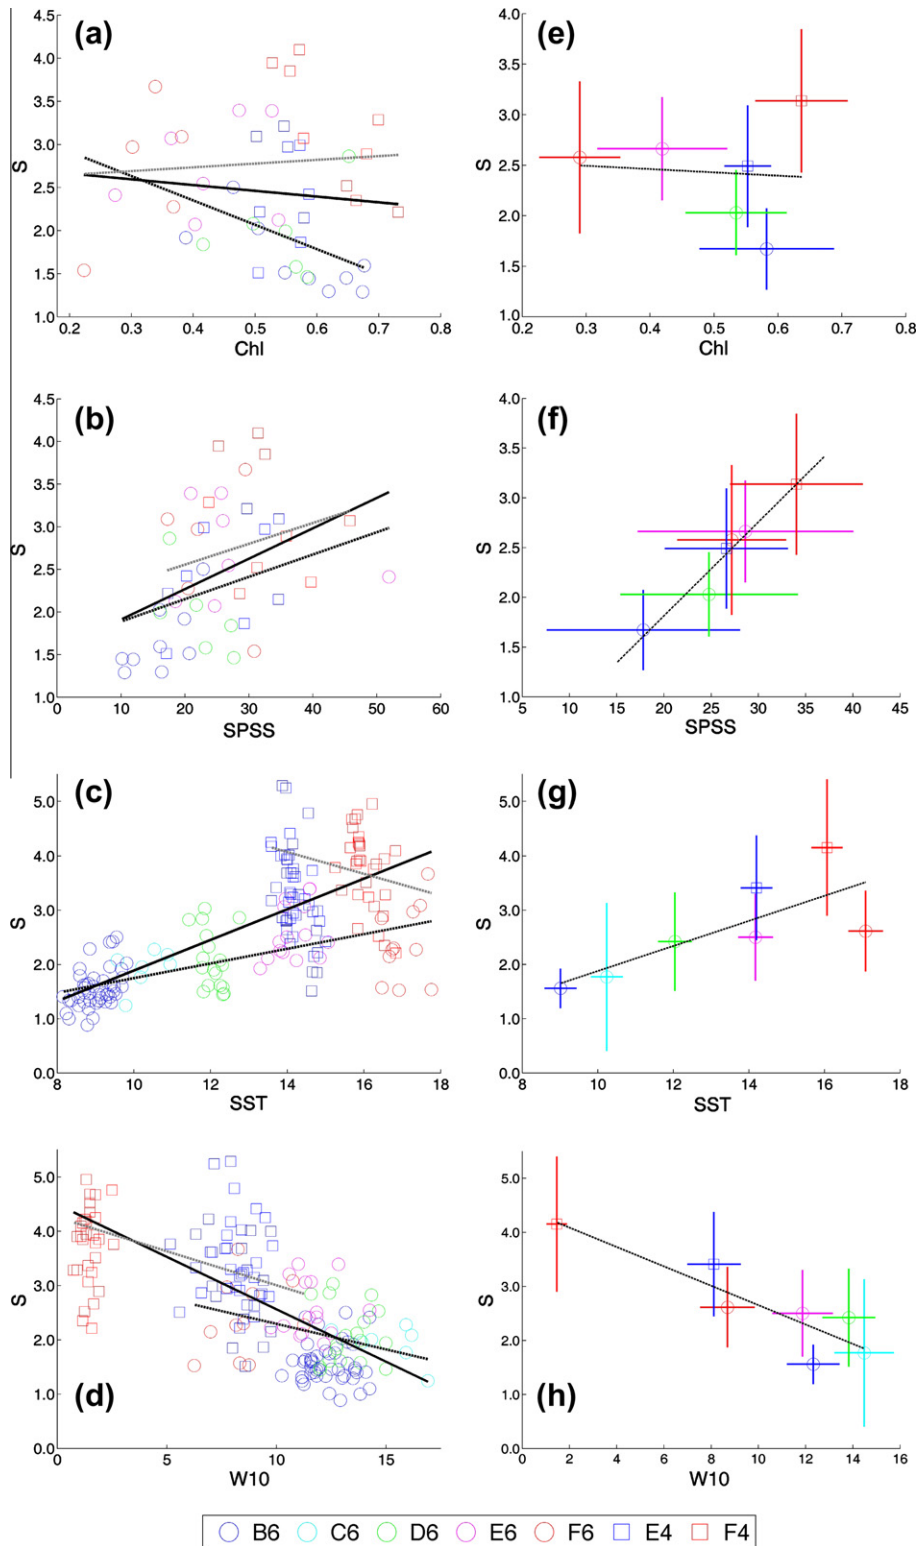 (a)
4.5
4.0
3.5
3.0
2.5
2.0
1.5
1.0
S
0.2 0.3 0.4 0.5 0.6 0.7 0.8
Chl
(e)
4.0
3.5
3.0
2.5
2.0
1.5
1.0
S
0.2 0.3 0.4 0.5 0.6 0.7 0.8
Chl
(b)
4.5
4.0
3.5
3.0
2.5
2.0
1.5
1.0
S
0 10 20 30 40 50 60
SPSS
(f)
4.0
3.5
3.0
2.5
2.0
1.5
1.0
S
5 10 15 20 25 30 35 40 45
SPSS
(c)
5.0
4.0
3.0
2.0
1.0
0.0
S
8 10 12 14 16 18
SST
(g)
5.0
4.0
3.0
2.0
1.0
0.0
S
8 10 12 14 16 18
SST
5.0
4.0
3.0
2.0
1.0
0.0
S
(d)
0 5 10 15
W10
5.0
4.0
3.0
2.0
1.0
0.0
S
(h)
0 2 4 6 8 10 12 14 16
W10
B6 C6 D6 E6 F6 E4 F4